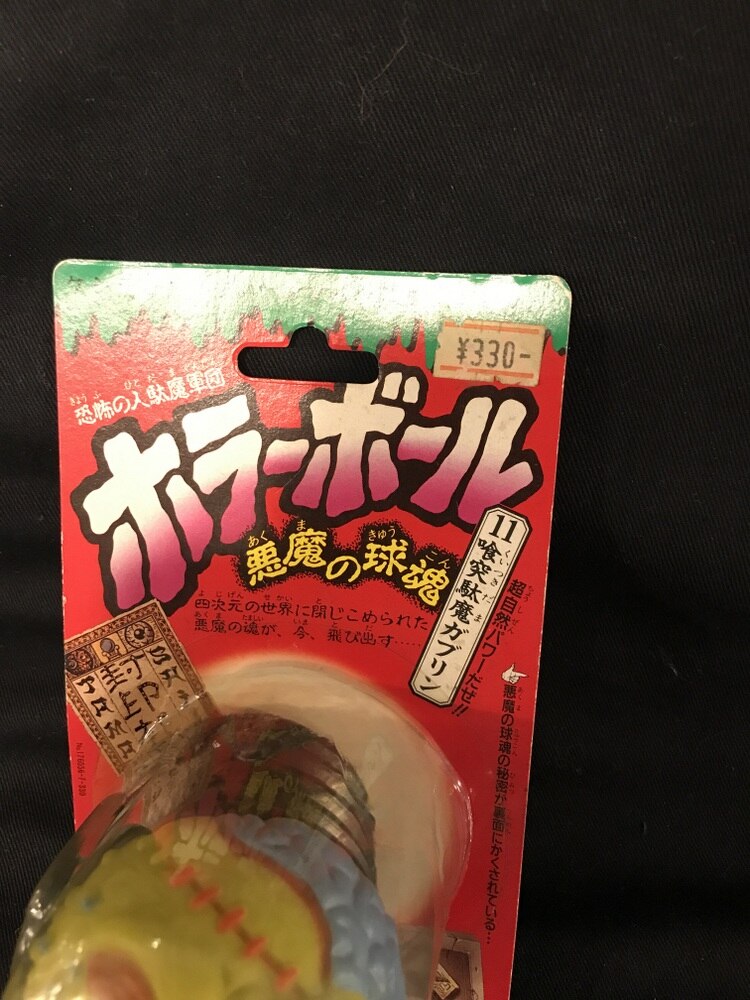 ¥330-
恐怖の人駄魔軍団
ホラーボール
悪魔の球魂
四次元の世界に閉じこめられた
悪魔の魂が、今、飛び出す……
11 喰突駄魔ガブリン
超自然パワーだぜ!!
☞悪魔の球魂の秘密が裏面にかくされている…
封印